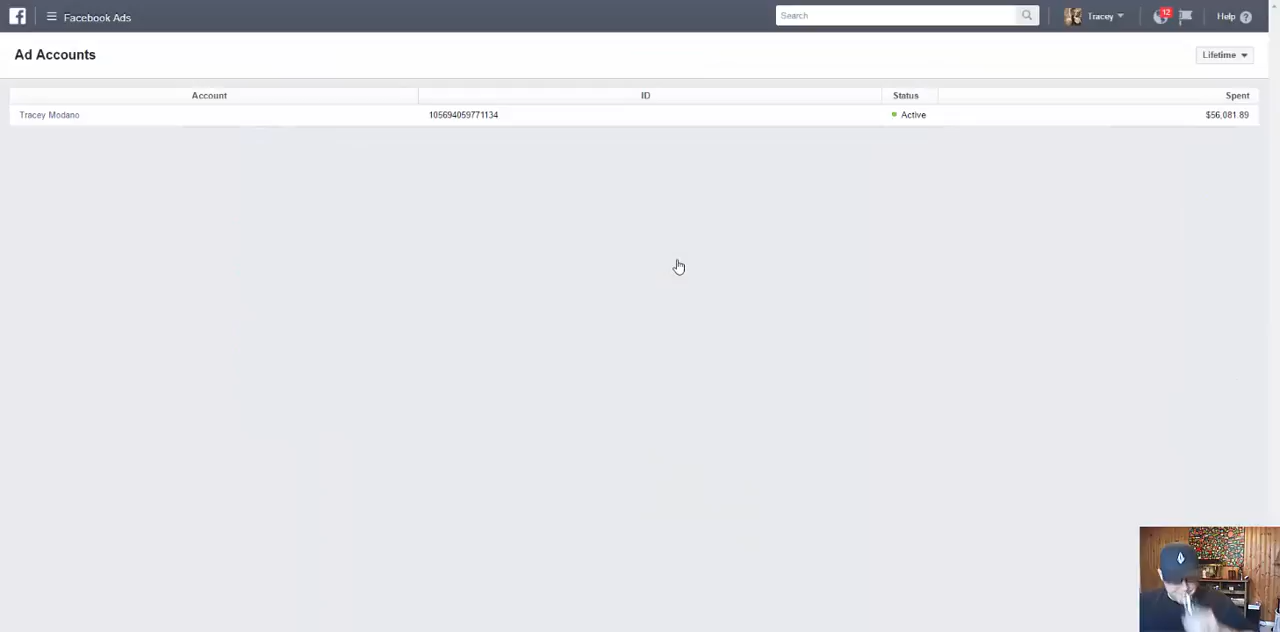 Facebook Ads
Search
Tracey
12
Help
Ad Accounts
Lifetime
Account ID Status Spent
Tracey Modano 105694059771134 Active $56,081.89